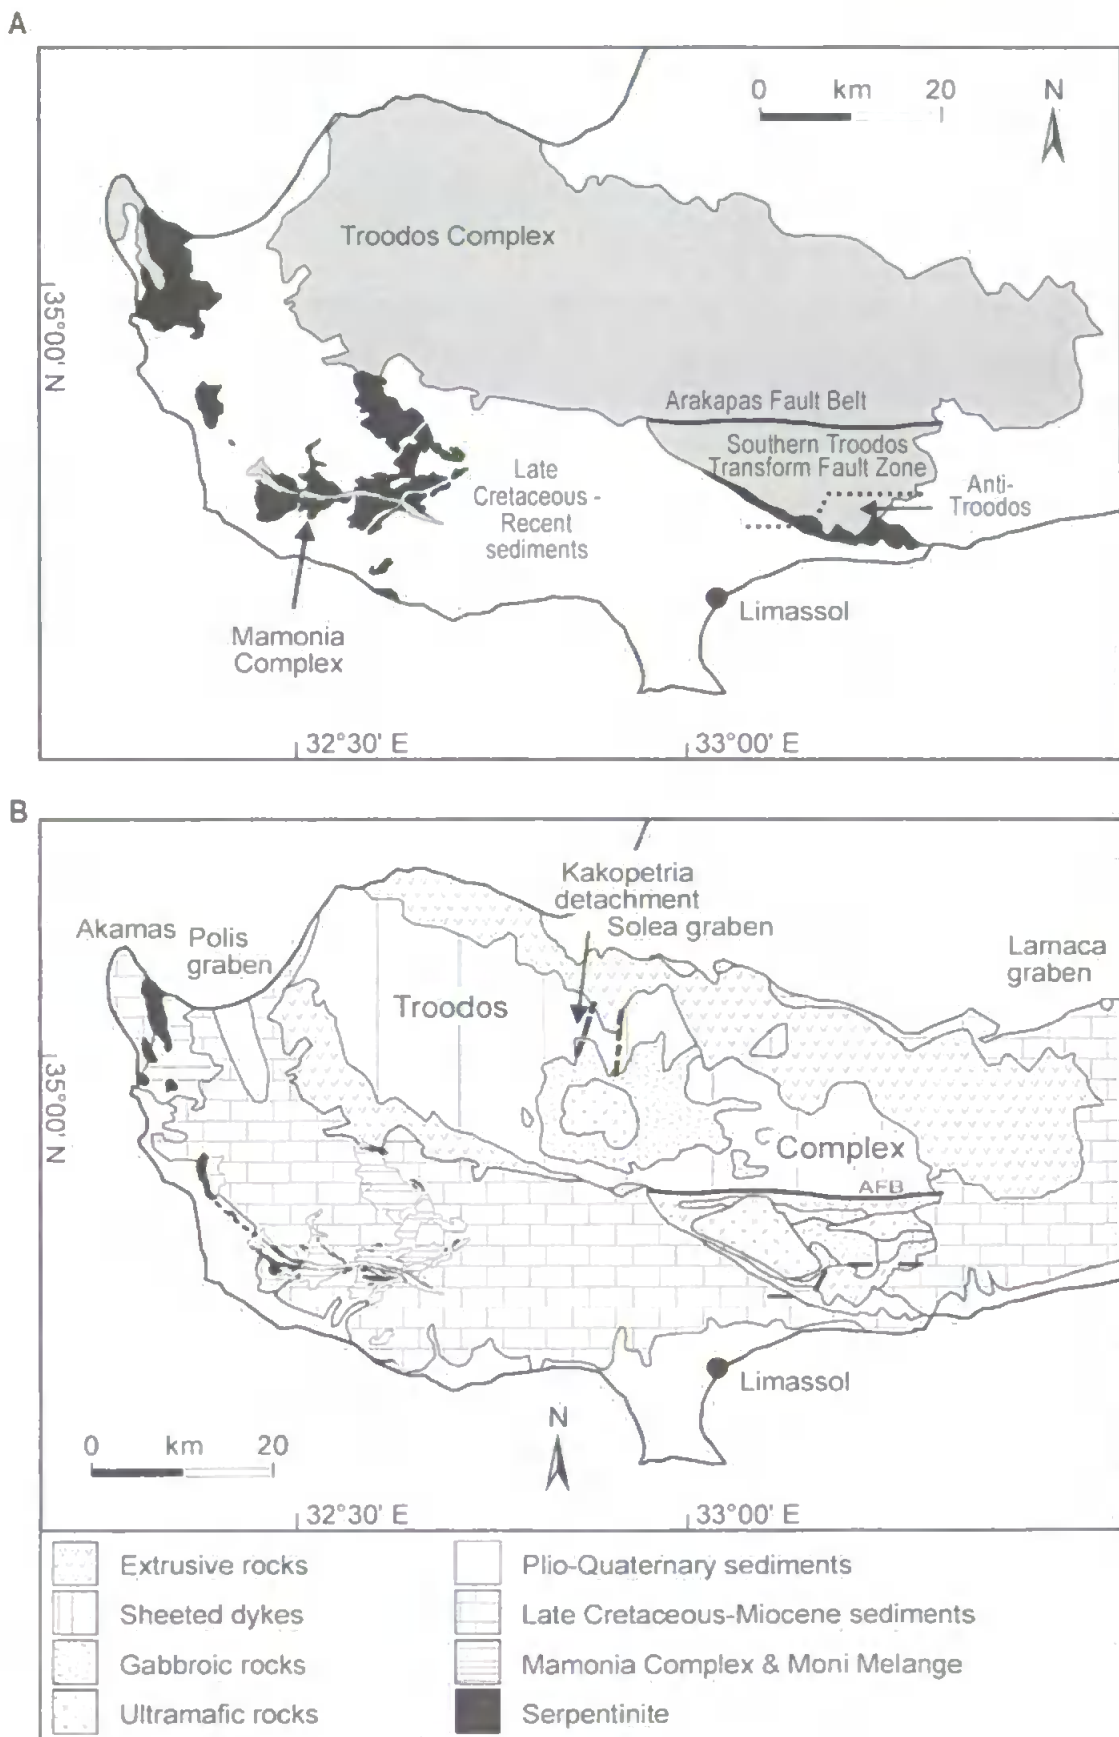 A
0 km 20
N
Troodos Complex
35°00' N
Arakapas Fault Belt
Southern Troodos
Transform Fault Zone
Anti-
Troodos
Late
Cretaceous -
Recent
sediments
Limassol
Mamonia
Complex
32°30' E
33°00' E
B
Kakopetria
detachment
Solea graben
Akamas
Polis
graben
Larnaca
graben
Troodos
35°00' N
Complex
AFB
Limassol
N
0 km 20
32°30' E
33°00' E
Extrusive rocks
Plio-Quaternary sediments
Sheeted dykes
Late Cretaceous-Miocene sediments
Gabbroic rocks
Mamonia Complex & Moni Melange
Ultramafic rocks
Serpentinite